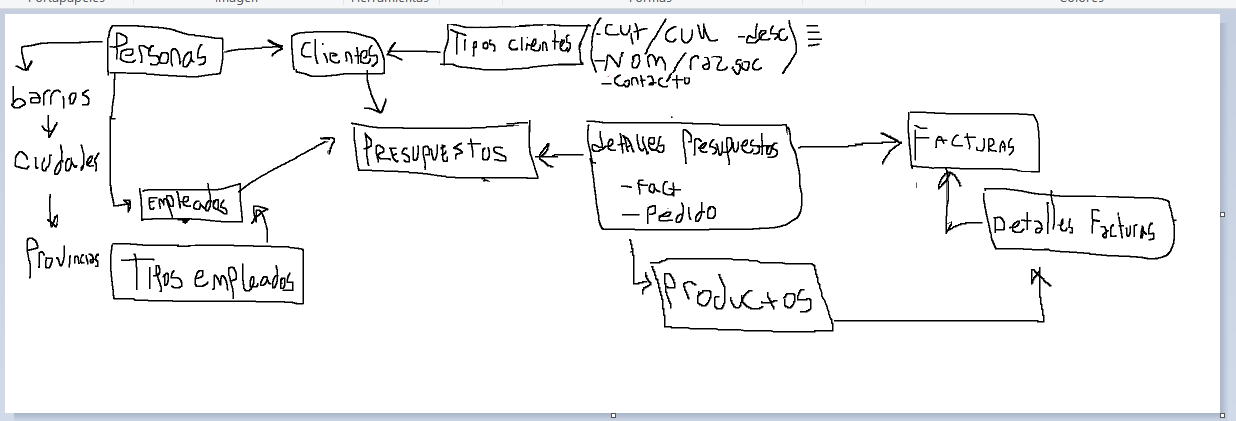 Portapapeles Imagen Herramientas Formas Colores
Personas
Clientes
Tipos clientes
-Cuit/CUIL -desc
-Nom/raz soc
-contacto
barrios
Ciudades
Provincias
Empleados
Tipos empleados
PRESUPUESTOS
detalles Presupuestos
-Fact
-Pedido
Productos
FACTURAS
Detalles Facturas